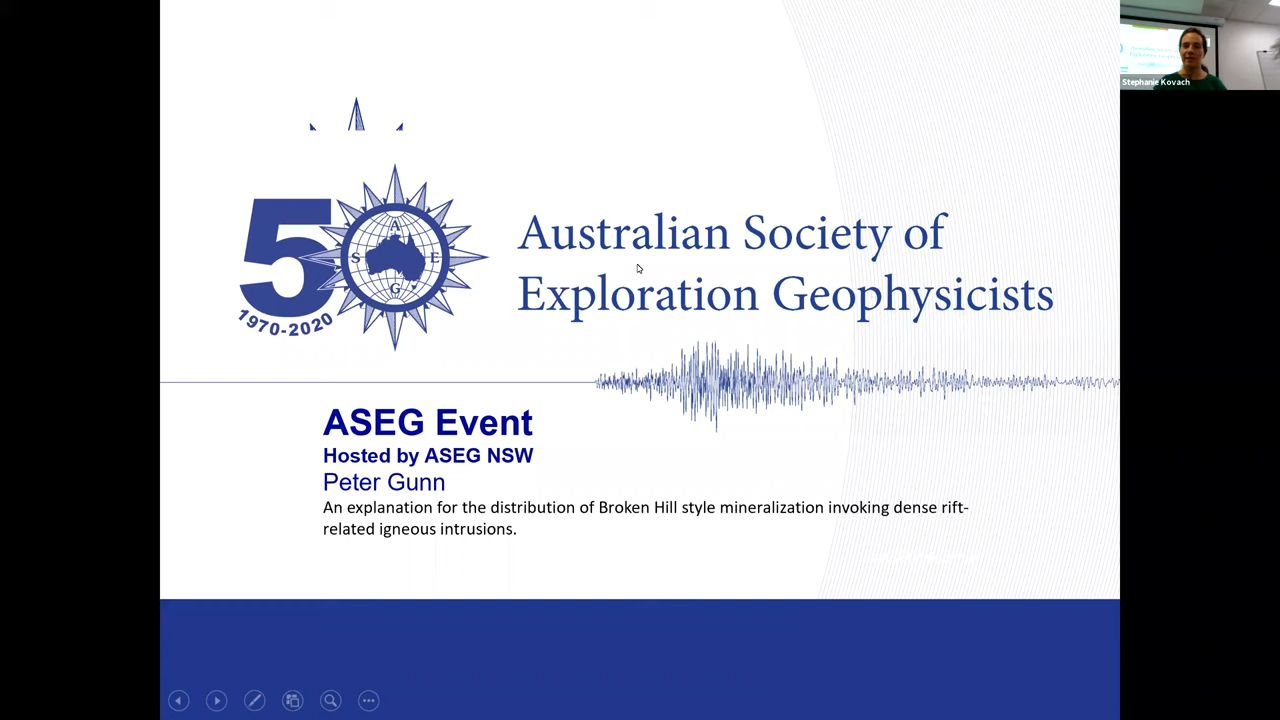 Stephanie Kovach
50
1970-2020
A
S
E
G
Australian Society of
Exploration Geophysicists
ASEG Event
Hosted by ASEG NSW
Peter Gunn
An explanation for the distribution of Broken Hill style mineralization invoking dense rift-
related igneous intrusions.